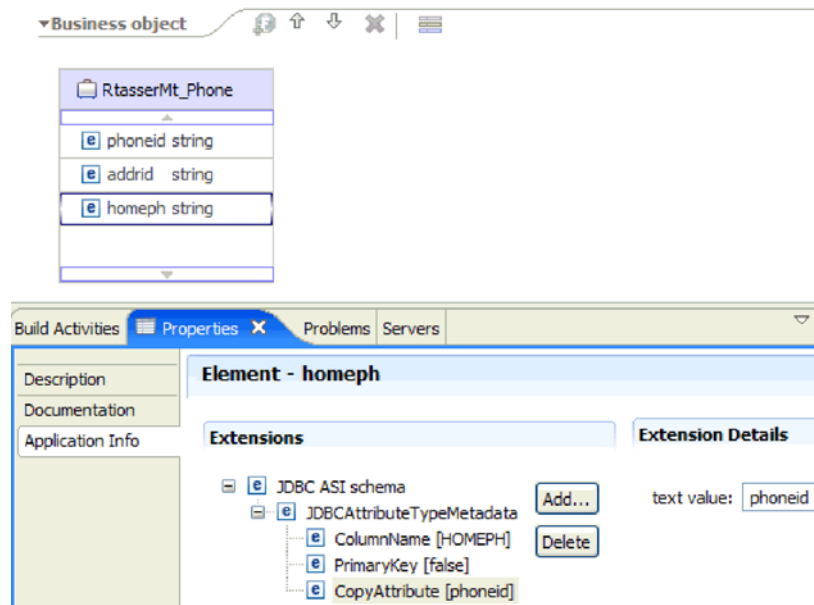 Business object
RtasserMt_Phone
phoneid string
addrid string
homeph string
Build Activities Properties Problems Servers
Description
Documentation
Application Info
Element - homeph
Extensions
Extension Details
JDBC ASI schema
JDBCAttributeTypeMetadata
ColumnName [HOMEPH]
PrimaryKey [false]
CopyAttribute [phoneid]
Add...
Delete
text value: phoneid